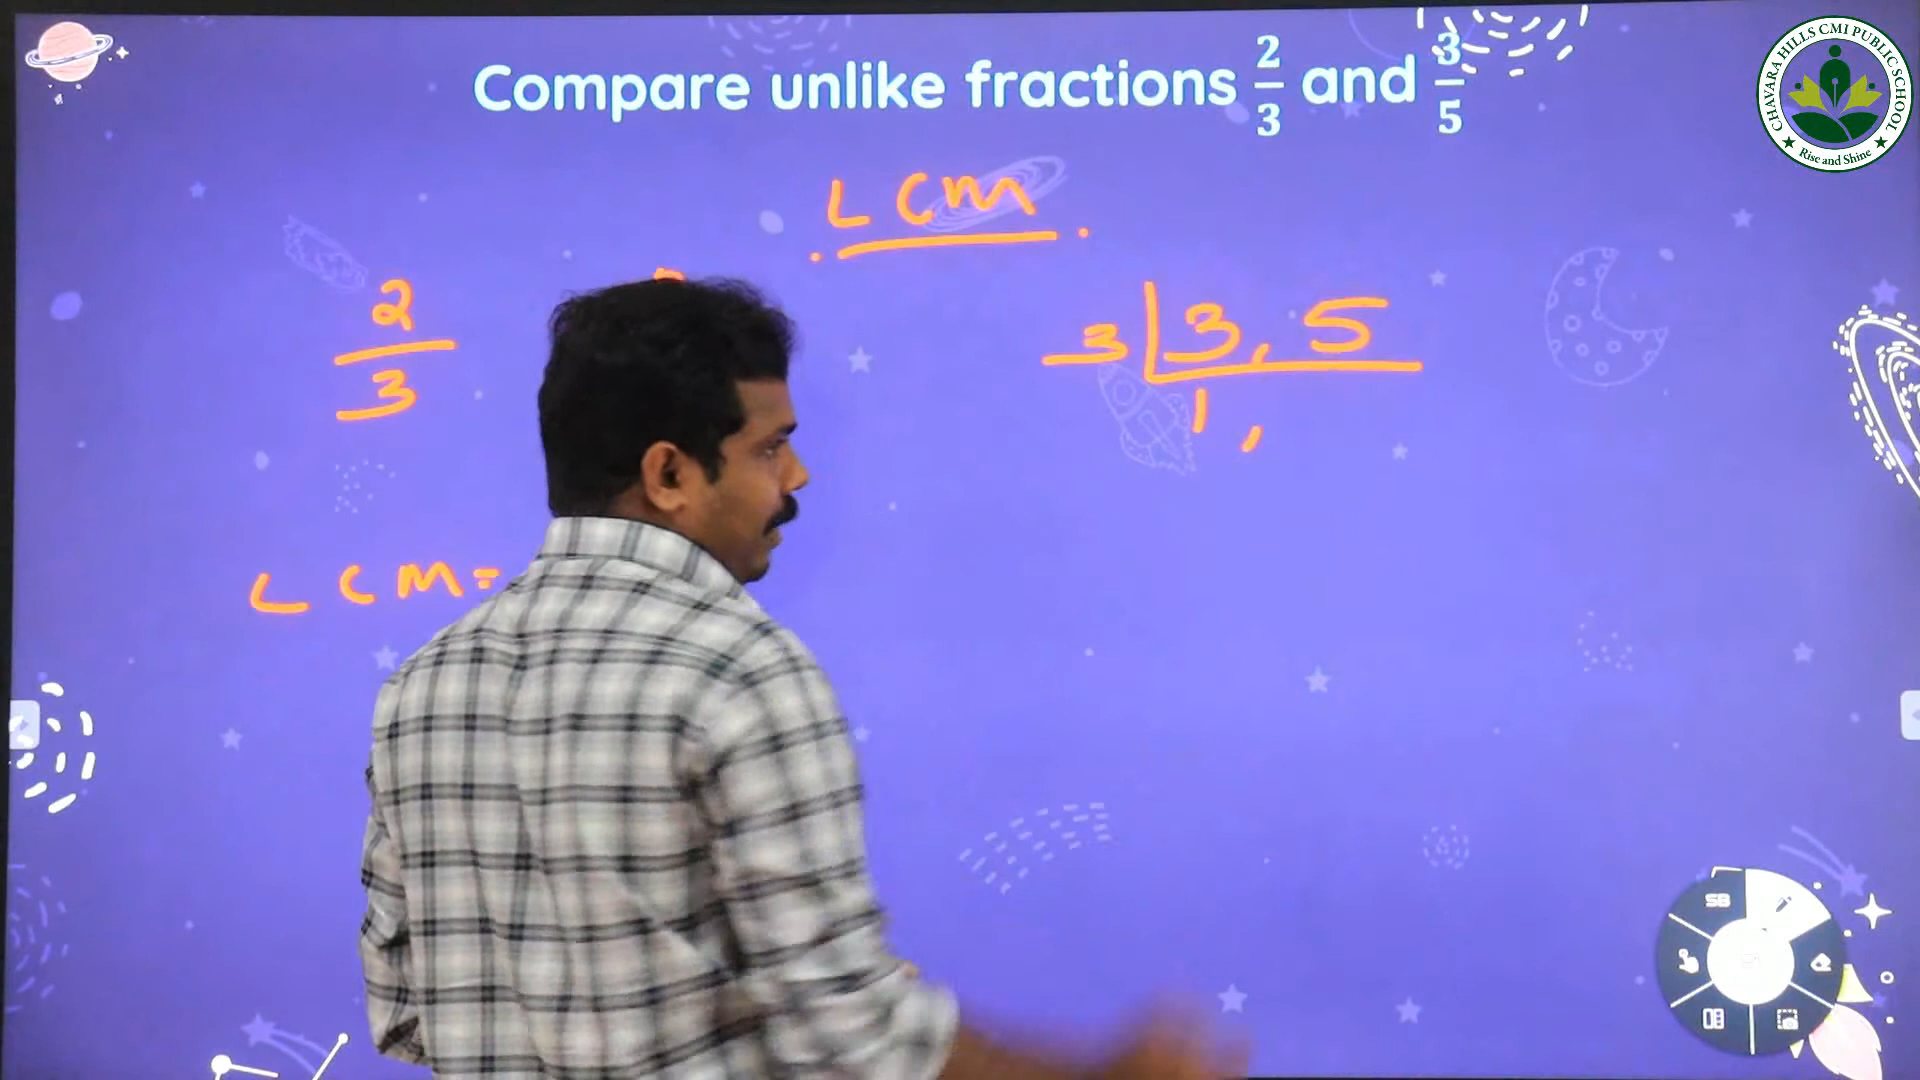 Compare unlike fractions 2/3 and 3/5
CHAVARA HILLS CMI PUBLIC SCHOOL
Rise and Shine
LCM
2/3
3 | 3, 5
1,
LCM=
SB